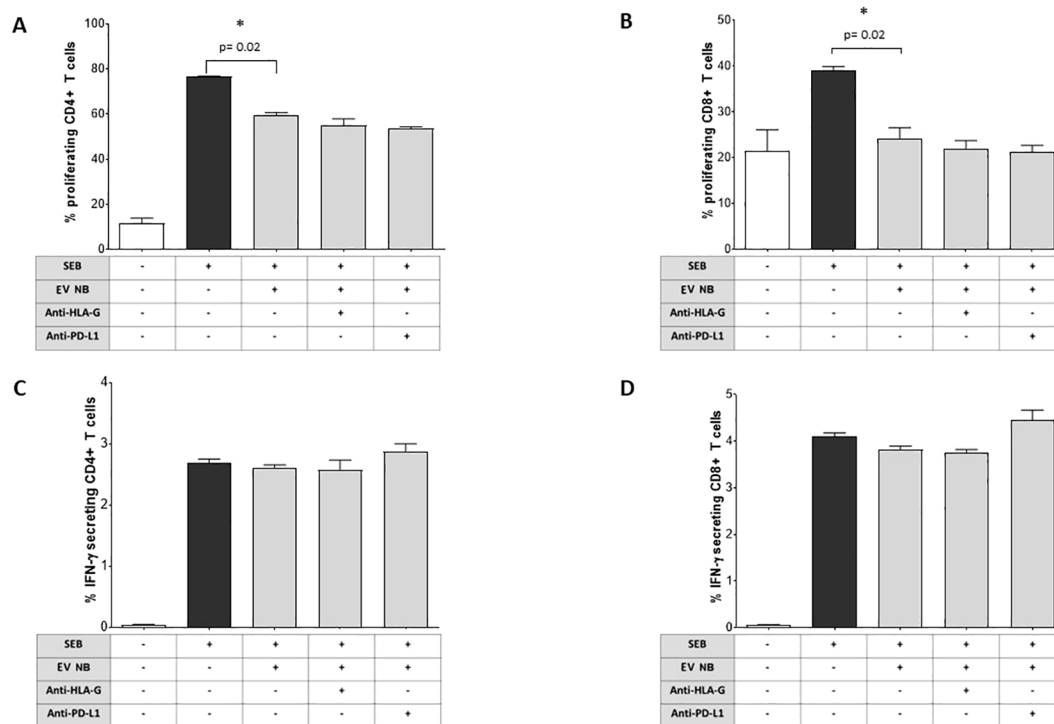 A
*
p= 0.02
% proliferating CD4+ T cells
100
80
60
40
20
0
SEB - + + + +
EV NB - - + + +
Anti-HLA-G - - - + -
Anti-PD-L1 - - - - +
B
*
p= 0.02
% proliferating CD8+ T cells
50
40
30
20
10
0
SEB - + + + +
EV NB - - + + +
Anti-HLA-G - - - + -
Anti-PD-L1 - - - - +
C
% IFN-γ secreting CD4+ T cells
4
3
2
1
0
SEB - + + + +
EV NB - - + + +
Anti-HLA-G - - - + -
Anti-PD-L1 - - - - +
D
% IFN-γ secreting CD8+ T cells
5
4
3
2
1
0
SEB - + + + +
EV NB - - + + +
Anti-HLA-G - - - + -
Anti-PD-L1 - - - - +